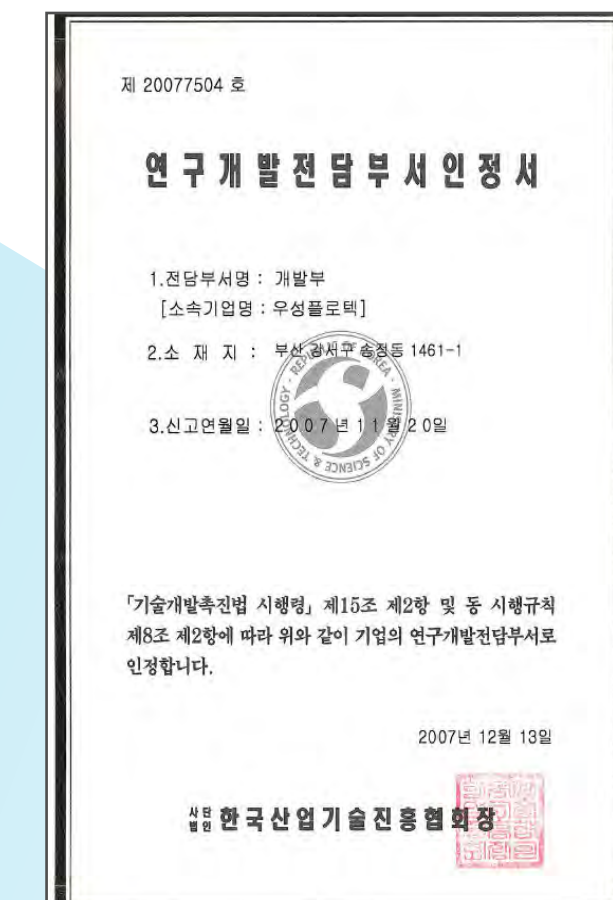 제 20077504 호
연구개발전담부서인정서
1.전담부서명 : 개발부
[소속기업명 : 우성플로텍]
2.소 재 지 : 부산 강서구 송정동 1461-1
REPUBLIC OF KOREA · MINISTRY OF SCIENCE & TECHNOLOGY ·
3.신고연월일 : 2007년 11월 20일
「기술개발촉진법 시행령」 제15조 제2항 및 동 시행규칙
제8조 제2항에 따라 위와 같이 기업의 연구개발전담부서로
인정합니다.
2007년 12월 13일
사단법인 한국산업기술진흥협회장